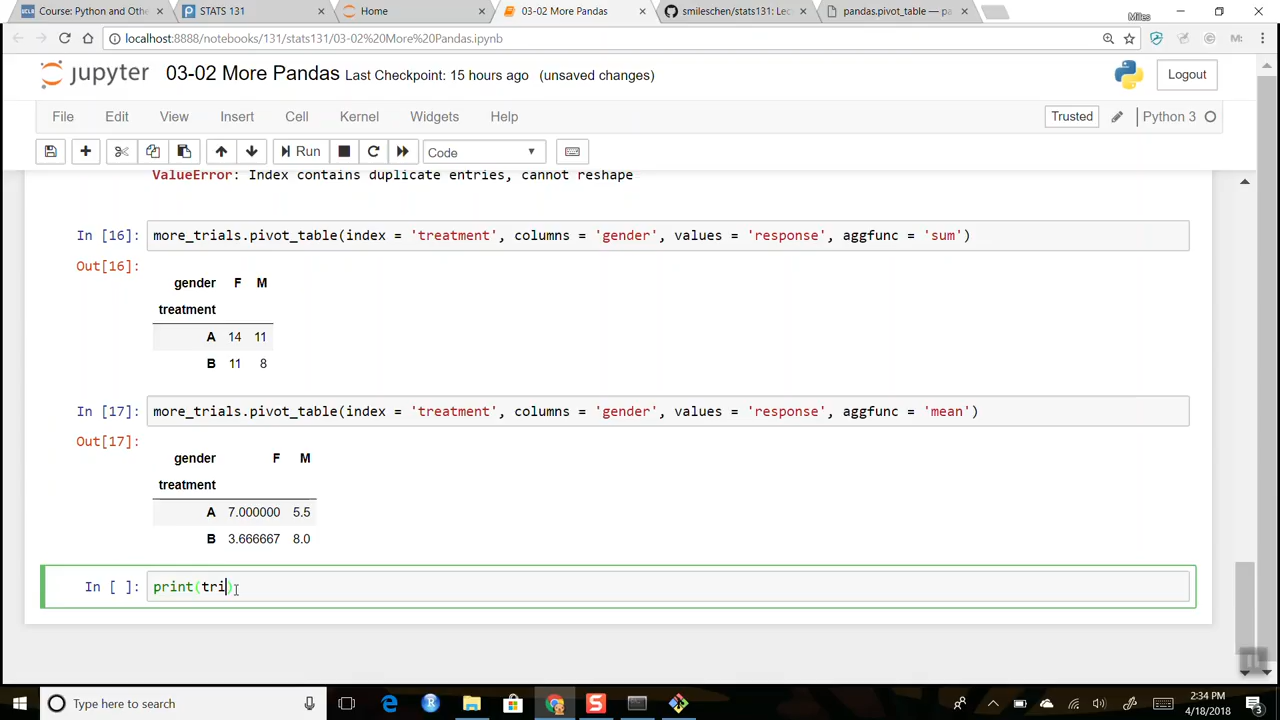 Course: Python and Othe
STATS 131
Home
03-02 More Pandas
smileschery/stats131: Lec
pandas.pivot_table — pa
Miles
localhost:8888/notebooks/131/stats131/03-02%20More%20Pandas.ipynb
jupyter 03-02 More Pandas Last Checkpoint: 15 hours ago (unsaved changes)
Logout
File Edit View Insert Cell Kernel Widgets Help
Trusted
Python 3
Run
Code
ValueError: Index contains duplicate entries, cannot reshape
In [16]: more_trials.pivot_table(index = 'treatment', columns = 'gender', values = 'response', aggfunc = 'sum')
Out[16]:
gender F M
treatment
A 14 11
B 11 8
In [17]: more_trials.pivot_table(index = 'treatment', columns = 'gender', values = 'response', aggfunc = 'mean')
Out[17]:
gender F M
treatment
A 7.000000 5.5
B 3.666667 8.0
In [ ]: print(tri)
Type here to search
2:34 PM
4/18/2018